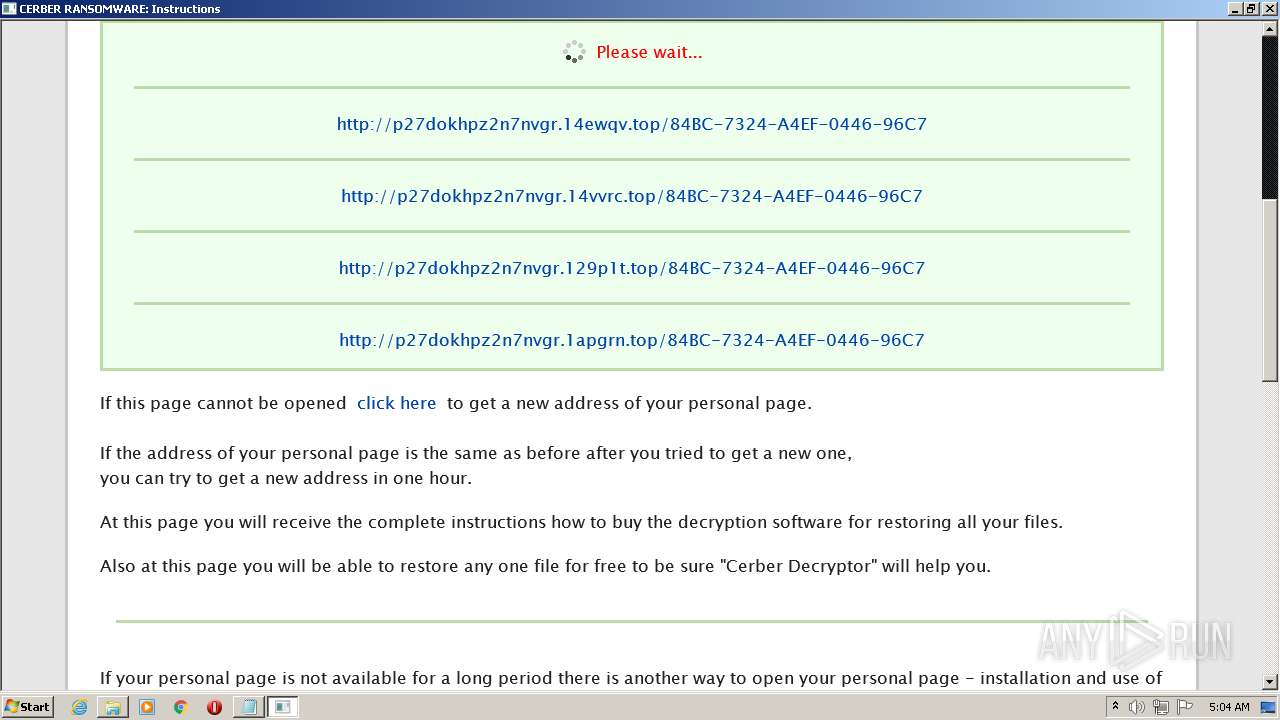 CERBER RANSOMWARE: Instructions
Please wait...
http://p27dokhpz2n7nvgr.14ewqv.top/84BC-7324-A4EF-0446-96C7
http://p27dokhpz2n7nvgr.14vvrc.top/84BC-7324-A4EF-0446-96C7
http://p27dokhpz2n7nvgr.129p1t.top/84BC-7324-A4EF-0446-96C7
http://p27dokhpz2n7nvgr.1apgrn.top/84BC-7324-A4EF-0446-96C7
If this page cannot be opened click here to get a new address of your personal page.
If the address of your personal page is the same as before after you tried to get a new one,
you can try to get a new address in one hour.
At this page you will receive the complete instructions how to buy the decryption software for restoring all your files.
Also at this page you will be able to restore any one file for free to be sure "Cerber Decryptor" will help you.
ANY RUN
If your personal page is not available for a long period there is another way to open your personal page - installation and use of
Start
5:04 AM